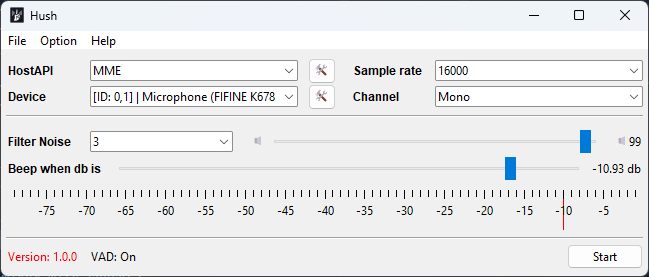 Hush
File Option Help
HostAPI MME Sample rate 16000
Device [ID: 0,1] | Microphone (FIFINE K678 Channel Mono
Filter Noise 3 99
Beep when db is -10.93 db
-75 -70 -65 -60 -55 -50 -45 -40 -35 -30 -25 -20 -15 -10 -5
Version: 1.0.0 VAD: On Start